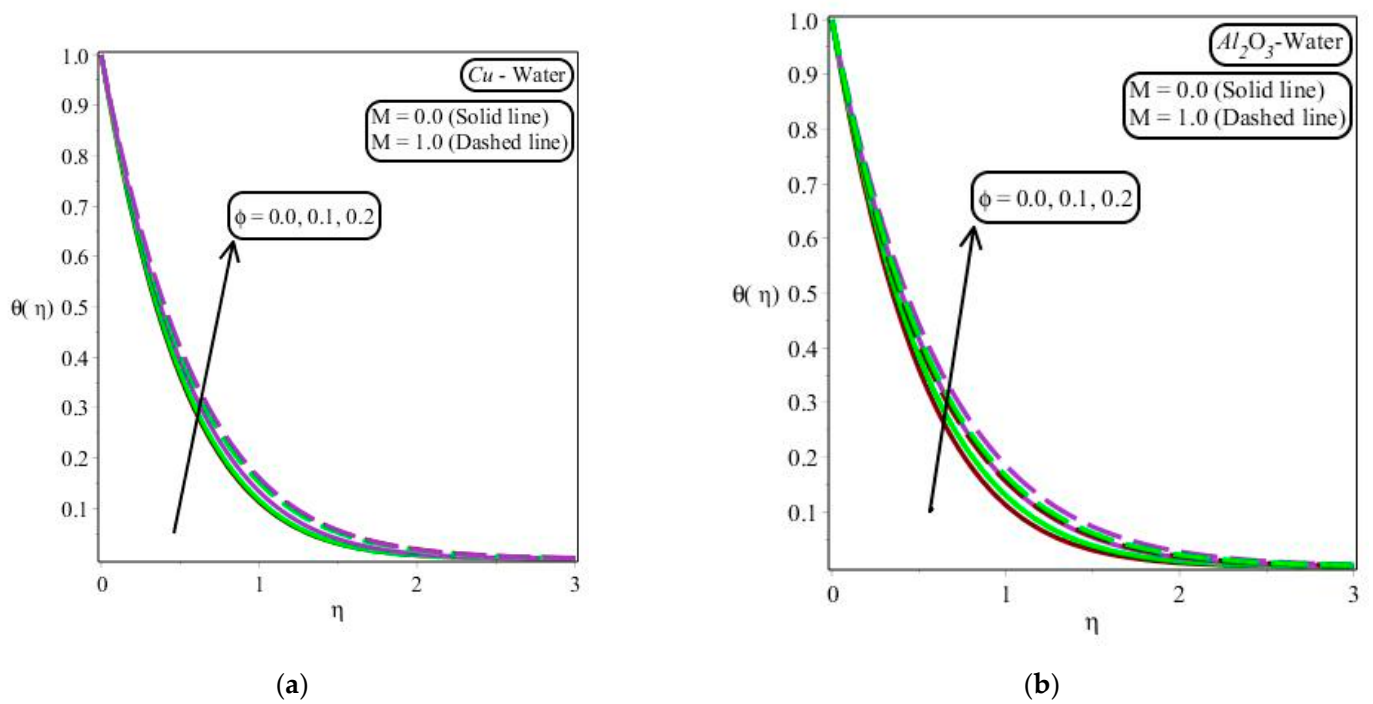 Cu - Water
M = 0.0 (Solid line)
M = 1.0 (Dashed line)
ϕ = 0.0, 0.1, 0.2
1.0
0.9
0.8
0.7
0.6
0.5
0.4
0.3
0.2
0.1
θ( η)
0
1
2
3
η
(a)
Al₂O₃-Water
M = 0.0 (Solid line)
M = 1.0 (Dashed line)
ϕ = 0.0, 0.1, 0.2
1.0
0.9
0.8
0.7
0.6
0.5
0.4
0.3
0.2
0.1
θ( η)
0
1
2
3
η
(b)